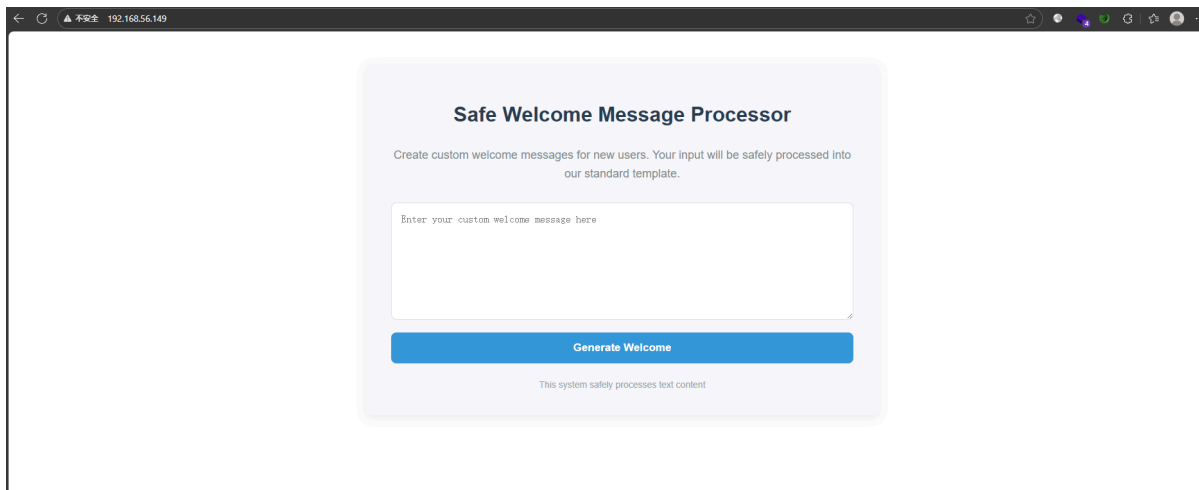 不安全 192.168.56.149
4
Safe Welcome Message Processor
Create custom welcome messages for new users. Your input will be safely processed into
our standard template.
Enter your custom welcome message here
Generate Welcome
This system safely processes text content